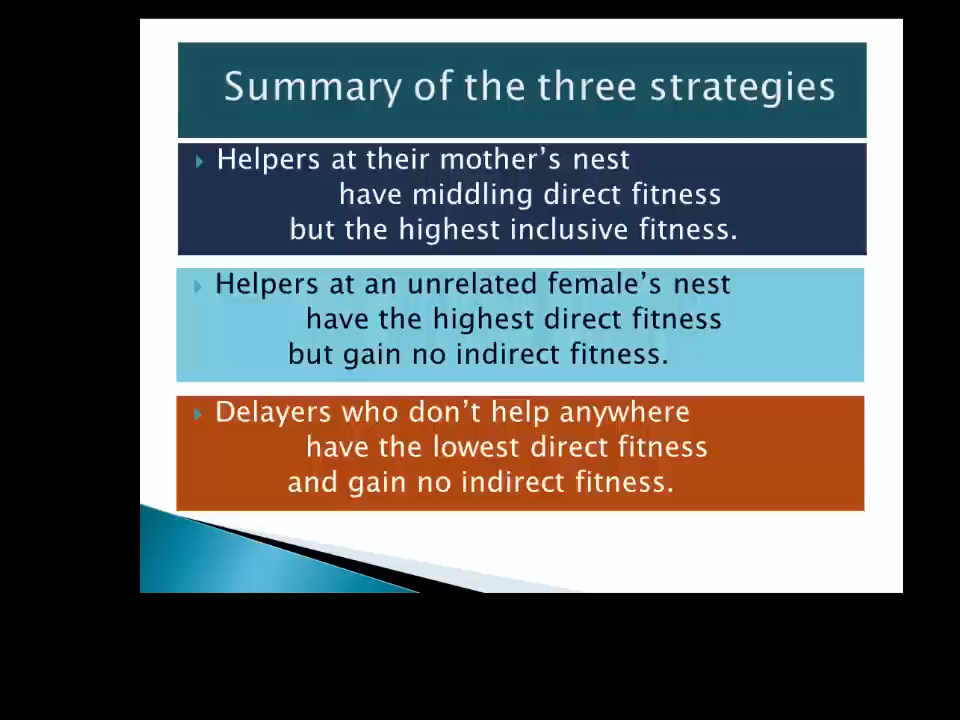 Summary of the three strategies
Helpers at their mother’s nest
have middling direct fitness
but the highest inclusive fitness.
Helpers at an unrelated female’s nest
have the highest direct fitness
but gain no indirect fitness.
Delayers who don’t help anywhere
have the lowest direct fitness
and gain no indirect fitness.